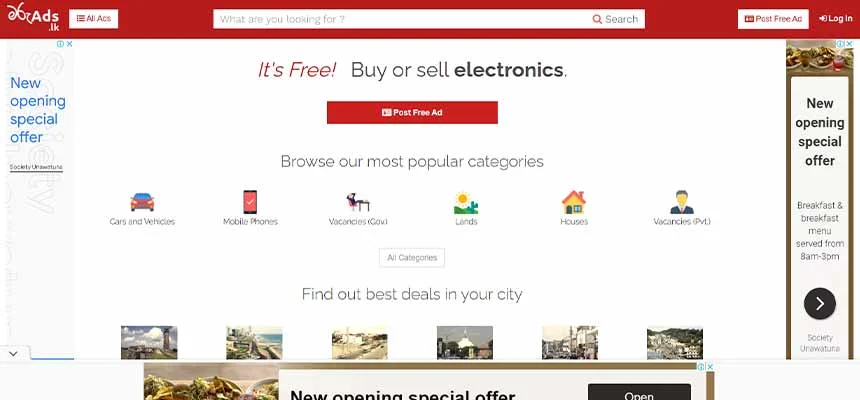 Ads
.lk
All Ads
What are you looking for ?
Search
Post Free Ad
Log In
New
opening
special
offer
Society Unawatuna
society
It's Free! Buy or sell electronics.
Post Free Ad
Browse our most popular categories
Cars and Vehicles
Mobile Phones
Vacancies (Gov.)
Lands
Houses
Vacancies (Pvt.)
All Categories
Find out best deals in your city
New
opening
special
offer
Breakfast &
breakfast
menu
served from
8am-3pm
Society
Unawatuna
New opening special offer
Open